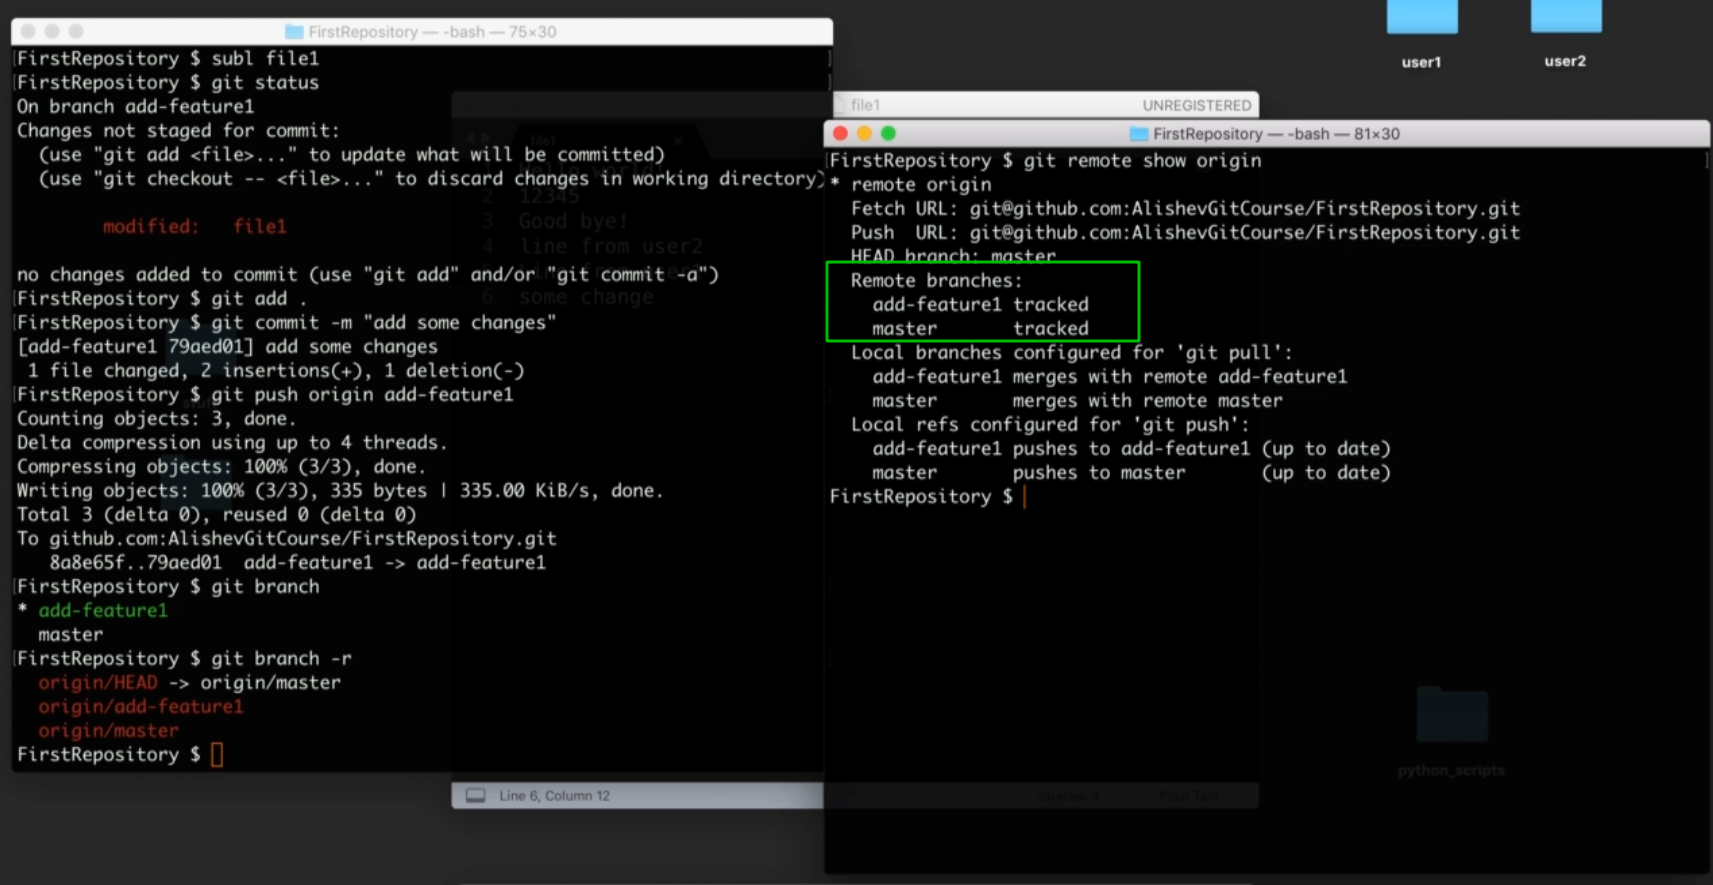 FirstRepository — -bash — 75×30
[FirstRepository $ subl file1
[FirstRepository $ git status
On branch add-feature1
Changes not staged for commit:
  (use "git add <file>..." to update what will be committed)
  (use "git checkout -- <file>..." to discard changes in working directory)
        modified:   file1
no changes added to commit (use "git add" and/or "git commit -a")
[FirstRepository $ git add .
[FirstRepository $ git commit -m "add some changes"
[add-feature1 79aed01] add some changes
 1 file changed, 2 insertions(+), 1 deletion(-)
[FirstRepository $ git push origin add-feature1
Counting objects: 3, done.
Delta compression using up to 4 threads.
Compressing objects: 100% (3/3), done.
Writing objects: 100% (3/3), 335 bytes | 335.00 KiB/s, done.
Total 3 (delta 0), reused 0 (delta 0)
To github.com:AlishevGitCourse/FirstRepository.git
   8a8e65f..79aed01  add-feature1 -> add-feature1
[FirstRepository $ git branch
* add-feature1
  master
[FirstRepository $ git branch -r
  origin/HEAD -> origin/master
  origin/add-feature1
  origin/master
FirstRepository $
file1
UNREGISTERED
file1
2 12345
3 Good bye!
4 line from user2
6 some change
Line 6, Column 12
Spaces: 4
Plain Text
FirstRepository — -bash — 81×30
[FirstRepository $ git remote show origin
* remote origin
  Fetch URL: git@github.com:AlishevGitCourse/FirstRepository.git
  Push  URL: git@github.com:AlishevGitCourse/FirstRepository.git
  HEAD branch: master
  Remote branches:
    add-feature1 tracked
    master       tracked
  Local branches configured for 'git pull':
    add-feature1 merges with remote add-feature1
    master       merges with remote master
  Local refs configured for 'git push':
    add-feature1 pushes to add-feature1 (up to date)
    master       pushes to master       (up to date)
FirstRepository $
user1
user2
python_scripts